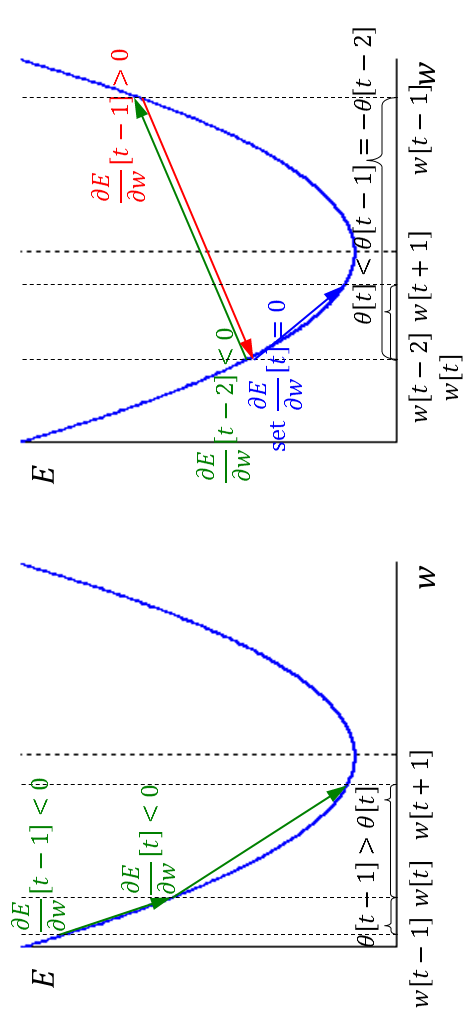 E
∂E/∂w [t − 1] < 0
∂E/∂w [t] < 0
θ[t − 1] > θ[t]
w[t − 1] w[t] w[t + 1]
w
E
∂E/∂w [t − 1] > 0
∂E/∂w [t − 2] < 0
set ∂E/∂w [t] = 0
θ[t] < θ[t − 1] = −θ[t − 2]
w[t − 2] w[t + 1] w[t − 1]
w
w[t]